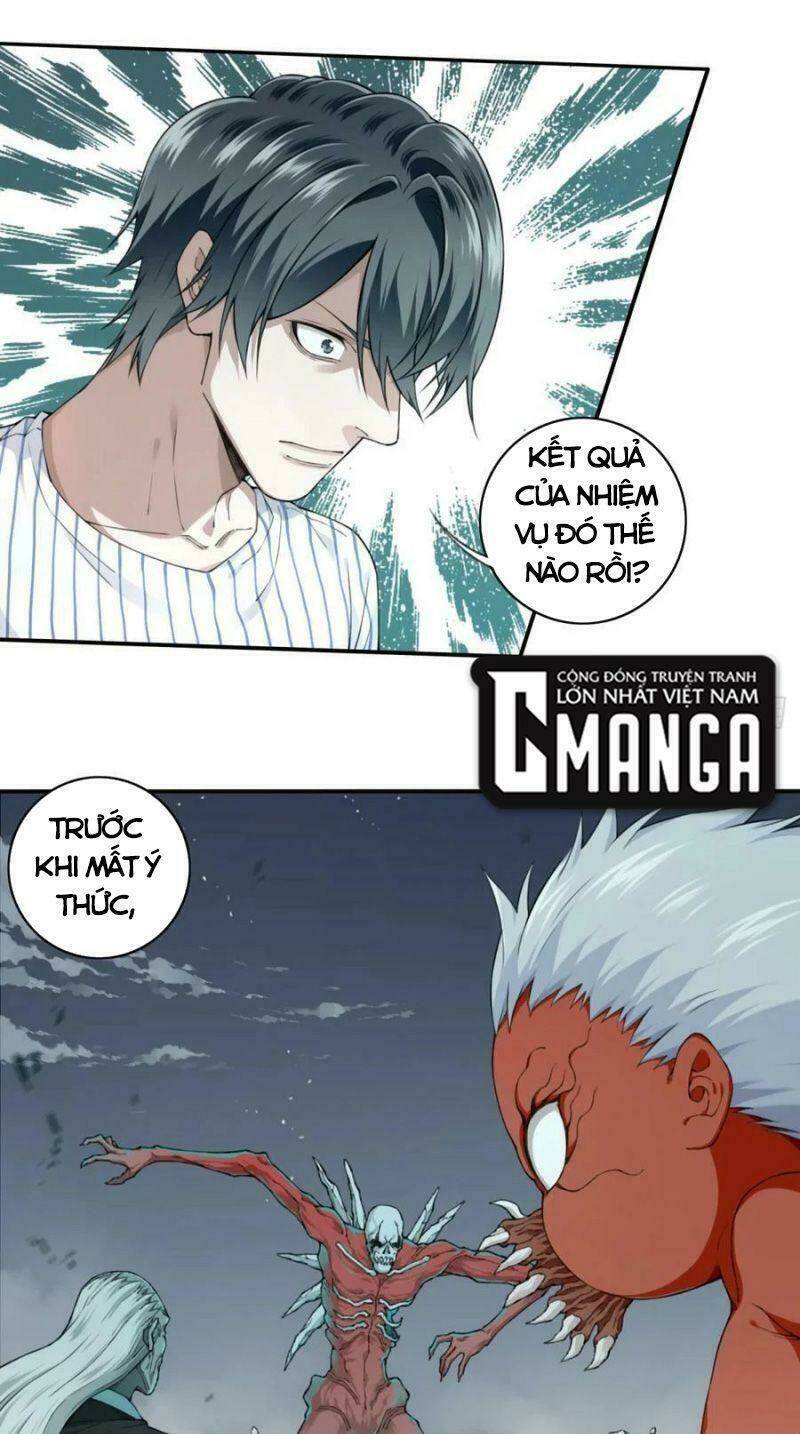 KẾT QUẢ
CỦA NHIỆM
VỤ ĐÓ THẾ
NÀO RỒI?
CỘNG ĐỒNG TRUYỆN TRANH
LỚN NHẤT VIỆT NAM
CMANGA
TRƯỚC
KHI MẤT Ý
THỨC,